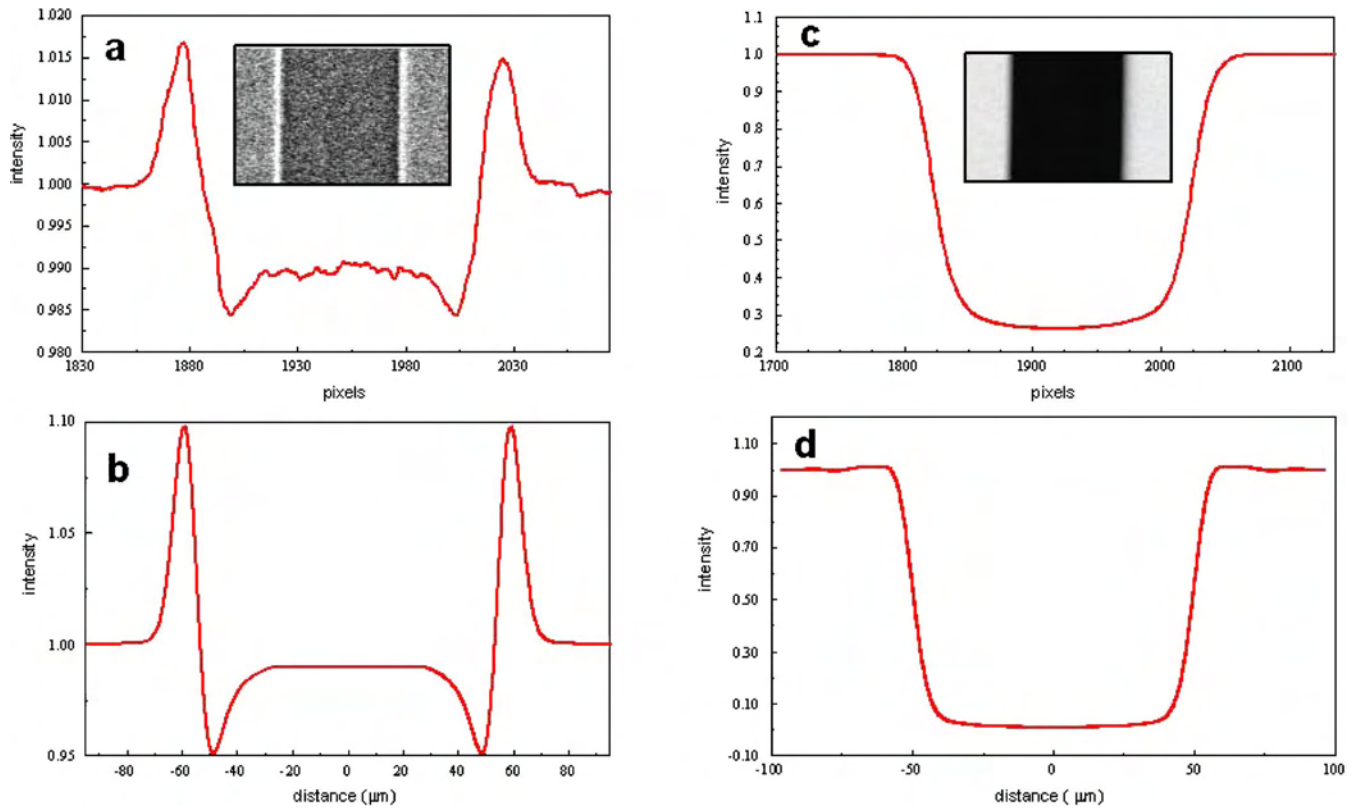 a
1.020
1.015
1.010
1.005
1.000
0.995
0.990
0.985
0.980
intensity
1830 1880 1930 1980 2030
pixels
c
1.1
1.0
0.9
0.8
0.7
0.6
0.5
0.4
0.3
0.2
intensity
1700 1800 1900 2000 2100
pixels
b
1.10
1.05
1.00
0.95
intensity
-80 -60 -40 -20 0 20 40 60 80
distance (µm)
d
1.10
0.90
0.70
0.50
0.30
0.10
-0.10
intensity
-100 -50 0 50 100
distance ( µm)